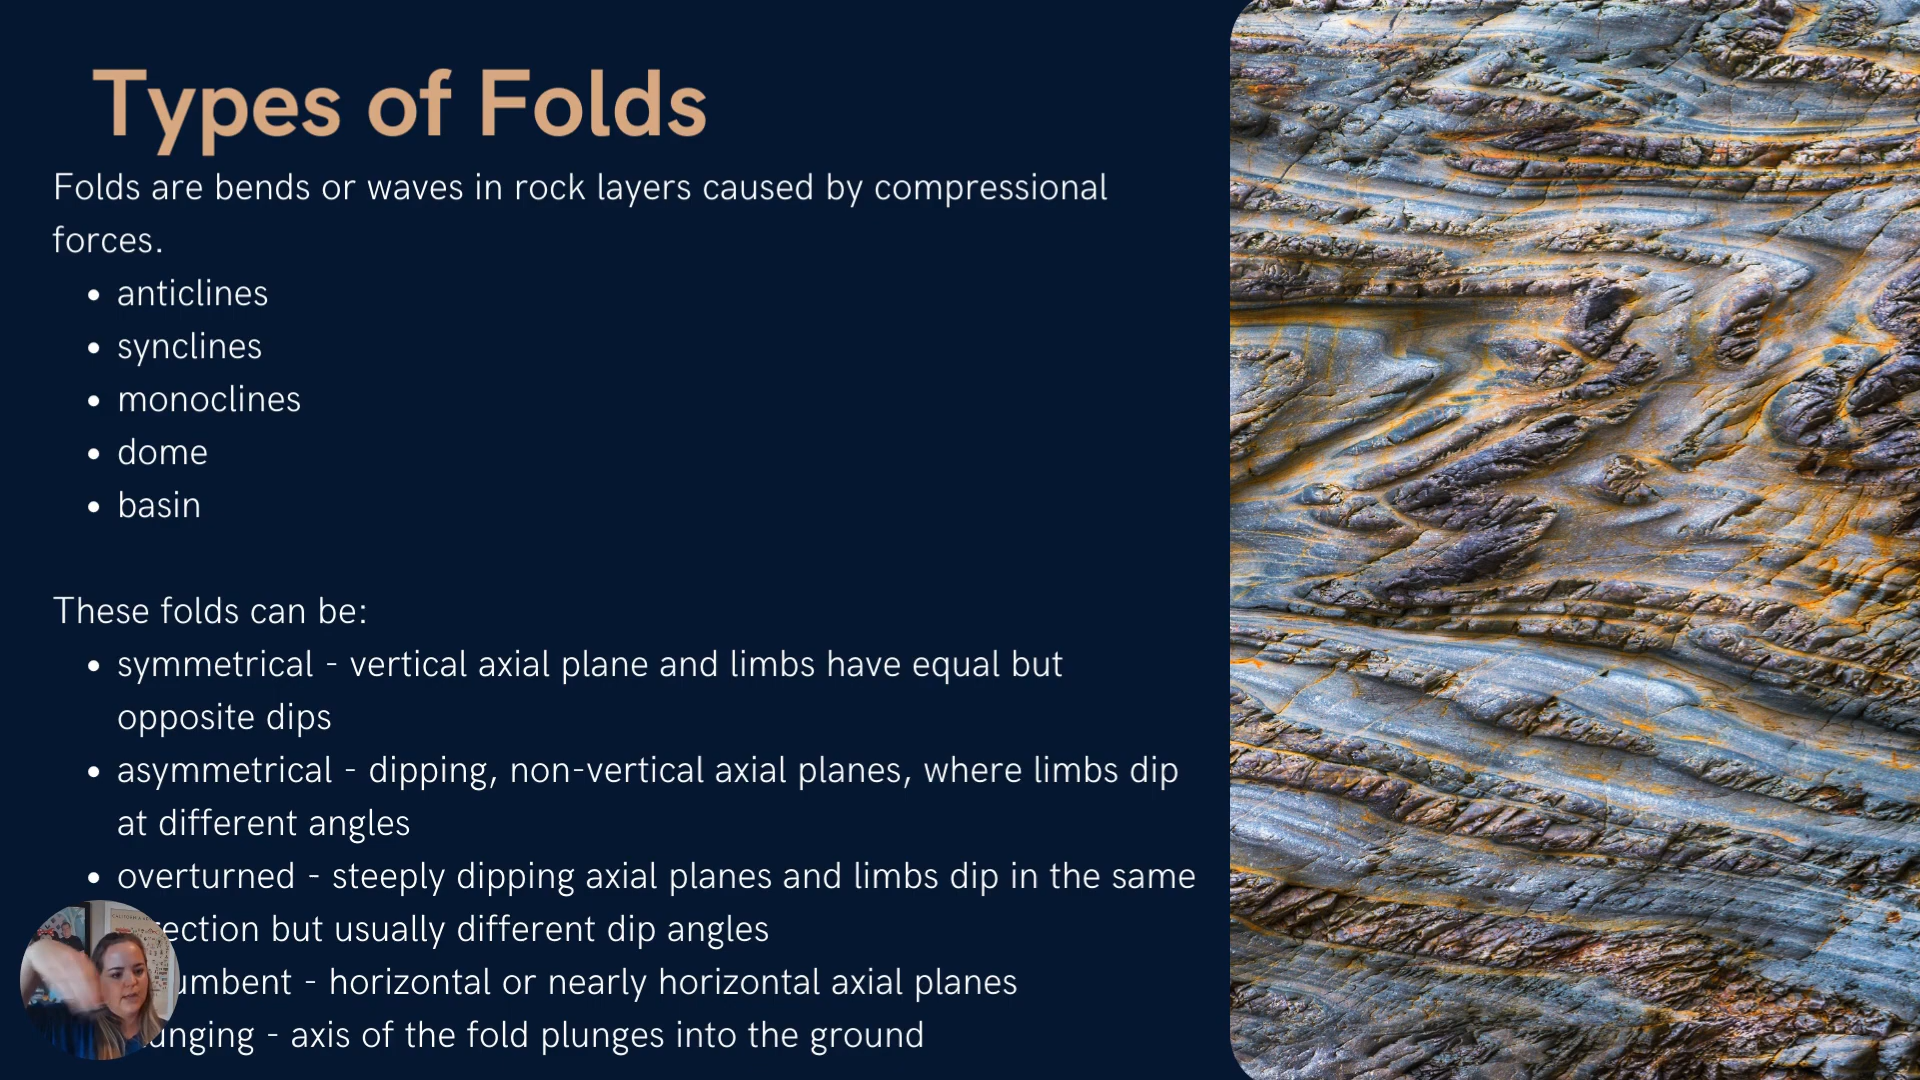 Types of Folds
Folds are bends or waves in rock layers caused by compressional
forces.
• anticlines
• synclines
• monoclines
• dome
• basin
These folds can be:
• symmetrical - vertical axial plane and limbs have equal but
opposite dips
• asymmetrical - dipping, non-vertical axial planes, where limbs dip
at different angles
• overturned - steeply dipping axial planes and limbs dip in the same
but usually different dip angles
- horizontal or nearly horizontal axial planes
- axis of the fold plunges into the ground